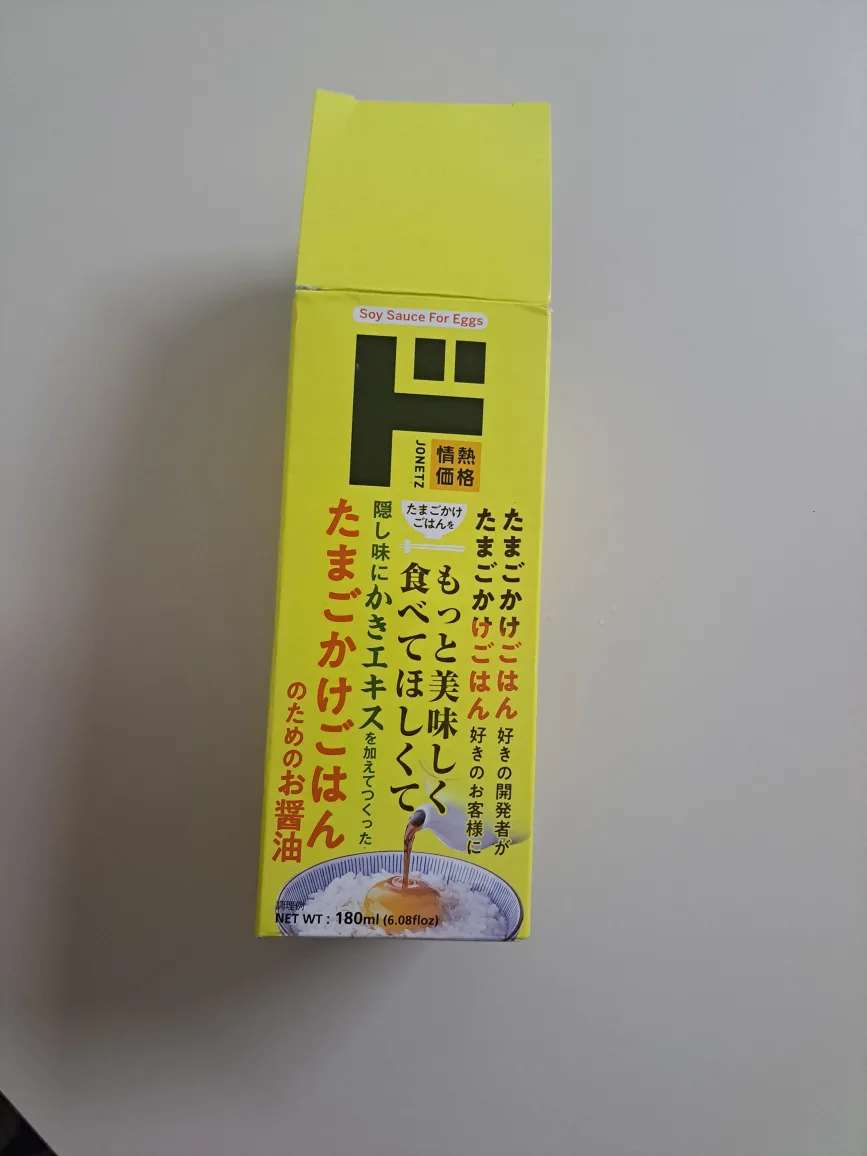 Soy Sauce For Eggs
ド
JONETZ
情熱
価格
たまごかけごはん好きの開発者が
たまごかけごはん好きのお客様に
たまごかけ
ごはんを
もっと美味しく
食べてほしくて
隠し味にかきエキスを加えてつくった
たまごかけごはん
のためのお醤油
調理例
NET WT : 180ml (6.08floz)